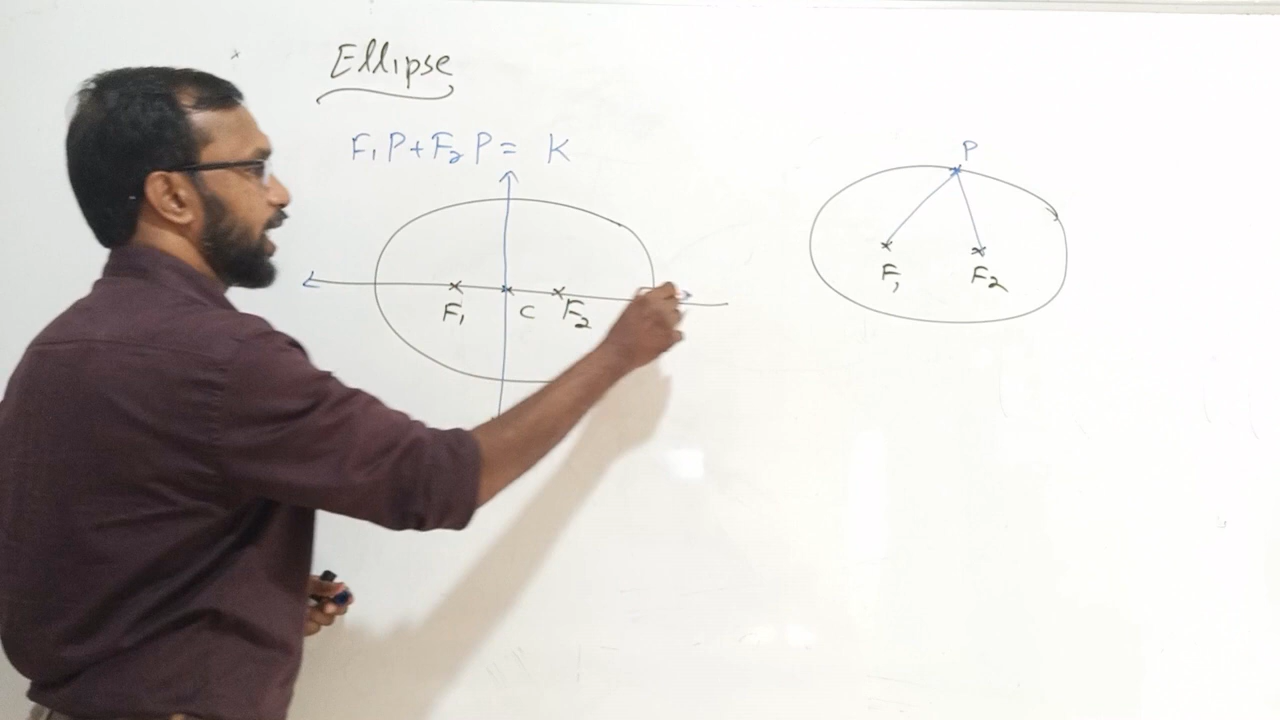 Ellipse
F₁P+F₂P= K
F₁ C F₂
P
F₁ F₂